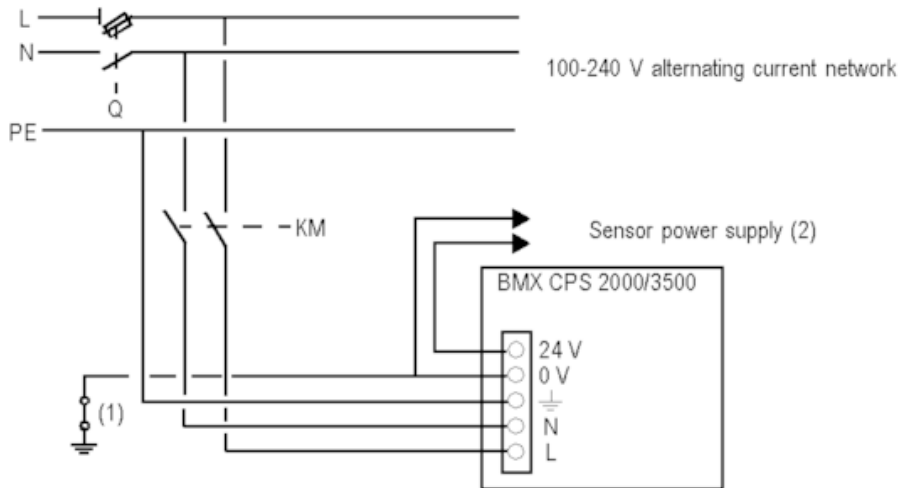 L
N
100-240 V alternating current network
Q
PE
KM
Sensor power supply (2)
BMX CPS 2000/3500
24 V
0 V
(1)
N
L